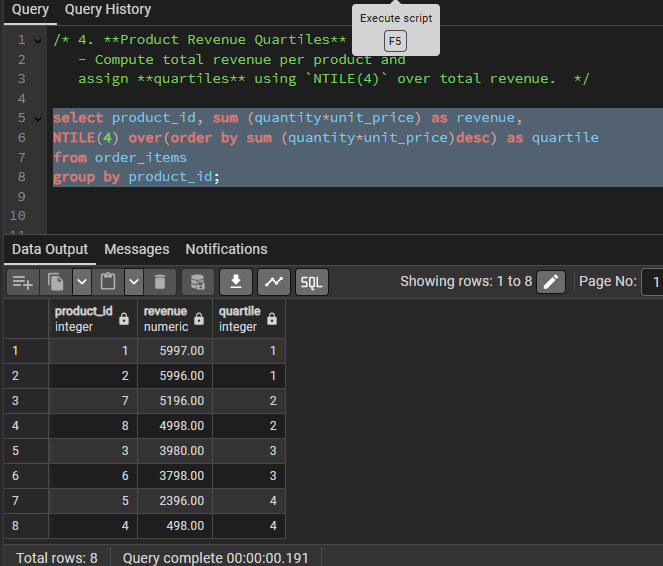 Query Query History
Execute script
F5
1 /* 4. **Product Revenue Quartiles**
2 - Compute total revenue per product and
3 assign **quartiles** using `NTILE(4)` over total revenue. */
4
5 select product_id, sum (quantity*unit_price) as revenue,
6 NTILE(4) over(order by sum (quantity*unit_price)desc) as quartile
7 from order_items
8 group by product_id;
9
10
11
Data Output Messages Notifications
SQL Showing rows: 1 to 8 Page No: 1
product_id revenue quartile
integer numeric integer
1 1 5997.00 1
2 2 5996.00 1
3 7 5196.00 2
4 8 4998.00 2
5 3 3980.00 3
6 6 3798.00 3
7 5 2396.00 4
8 4 498.00 4
Total rows: 8 Query complete 00:00:00.191